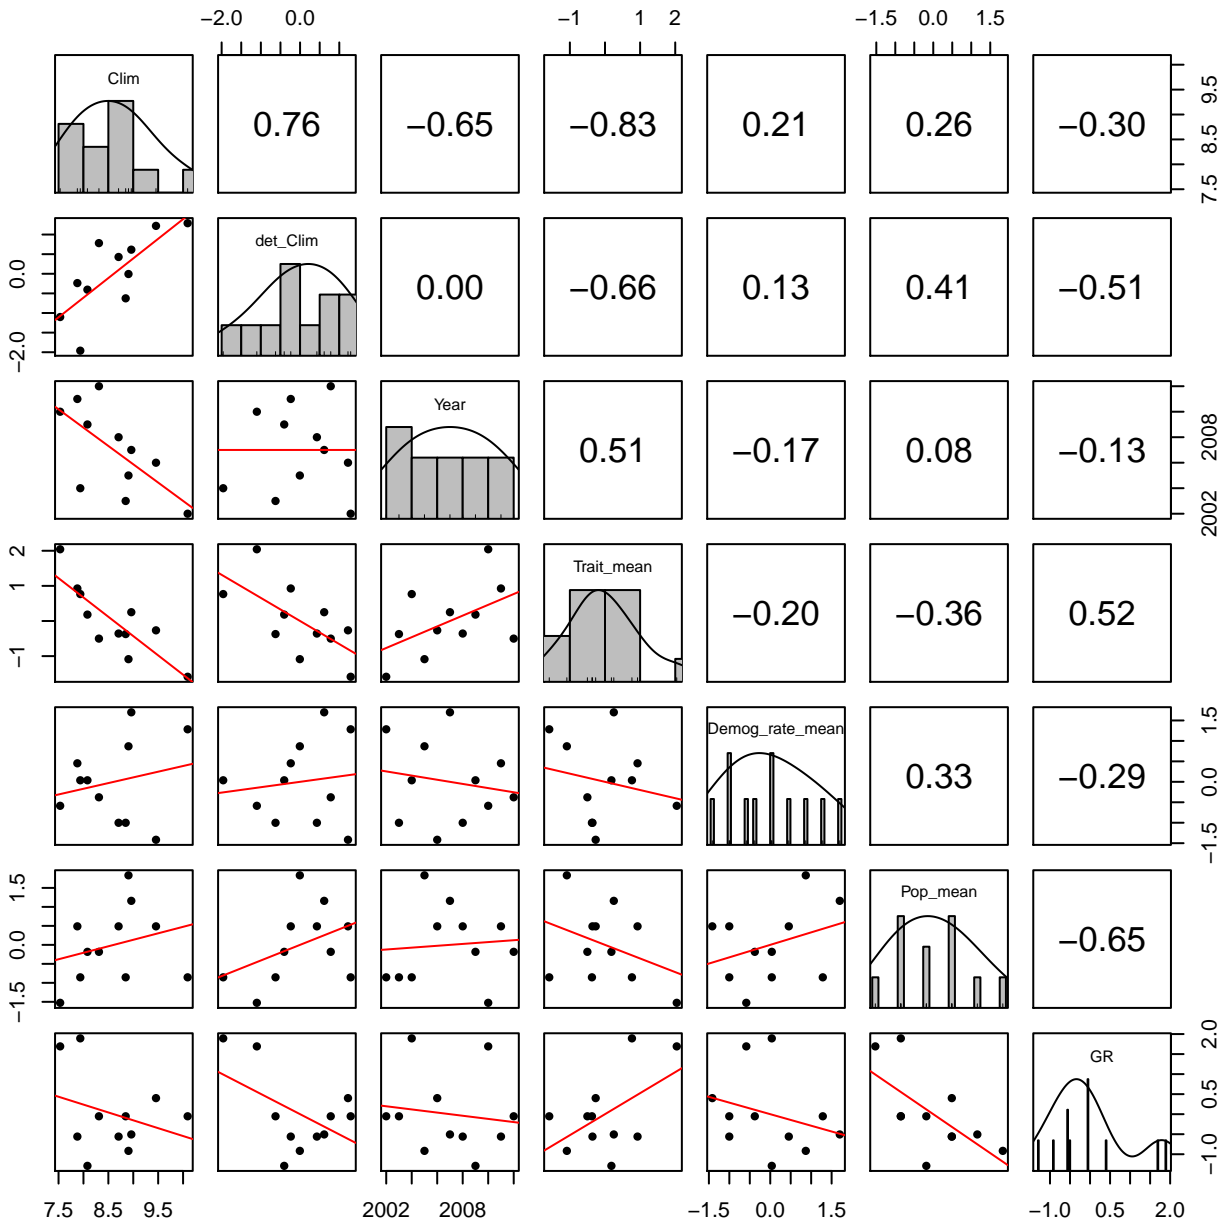 −2.0 0.0 −1 1 2 −1.5 0.0 1.5
Clim 0.76 −0.65 −0.83 0.21 0.26 −0.30 7.5 8.5 9.5
−2.0 0.0 det_Clim 0.00 −0.66 0.13 0.41 −0.51
Year 0.51 −0.17 0.08 −0.13 2002 2008
−1 1 2 Trait_mean −0.20 −0.36 0.52
Demog_rate_mean 0.33 −0.29 −1.5 0.0 1.5
−1.5 0.0 1.5 Pop_mean −0.65
GR −1.0 0.5 2.0
7.5 8.5 9.5 2002 2008 −1.5 0.0 1.5 −1.0 0.5 2.0